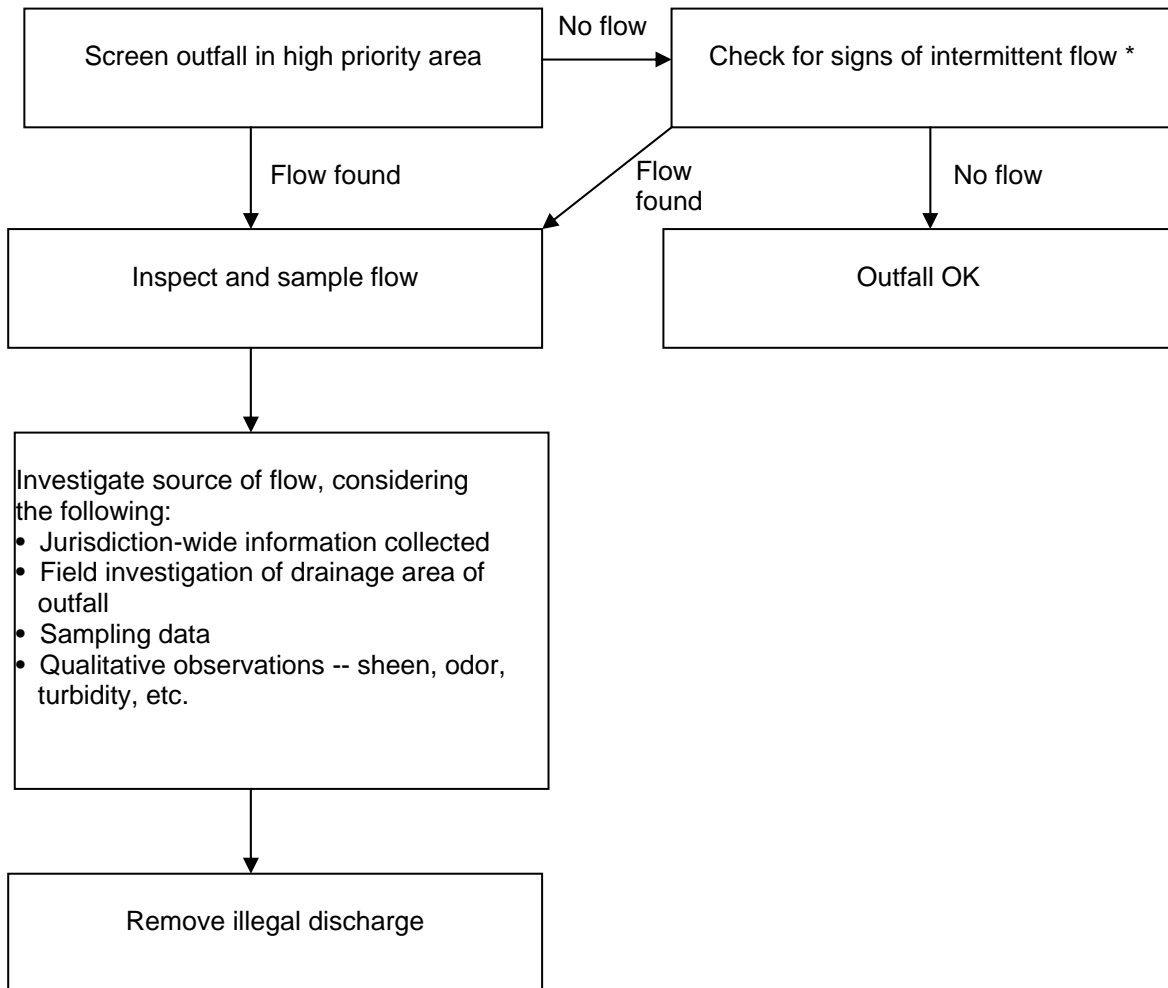 Screen outfall in high priority area
No flow
Check for signs of intermittent flow *
Flow found
Flow
found
No flow
Inspect and sample flow
Outfall OK
Investigate source of flow, considering
the following:
• Jurisdiction-wide information collected
• Field investigation of drainage area of
outfall
• Sampling data
• Qualitative observations -- sheen, odor,
turbidity, etc.
Remove illegal discharge